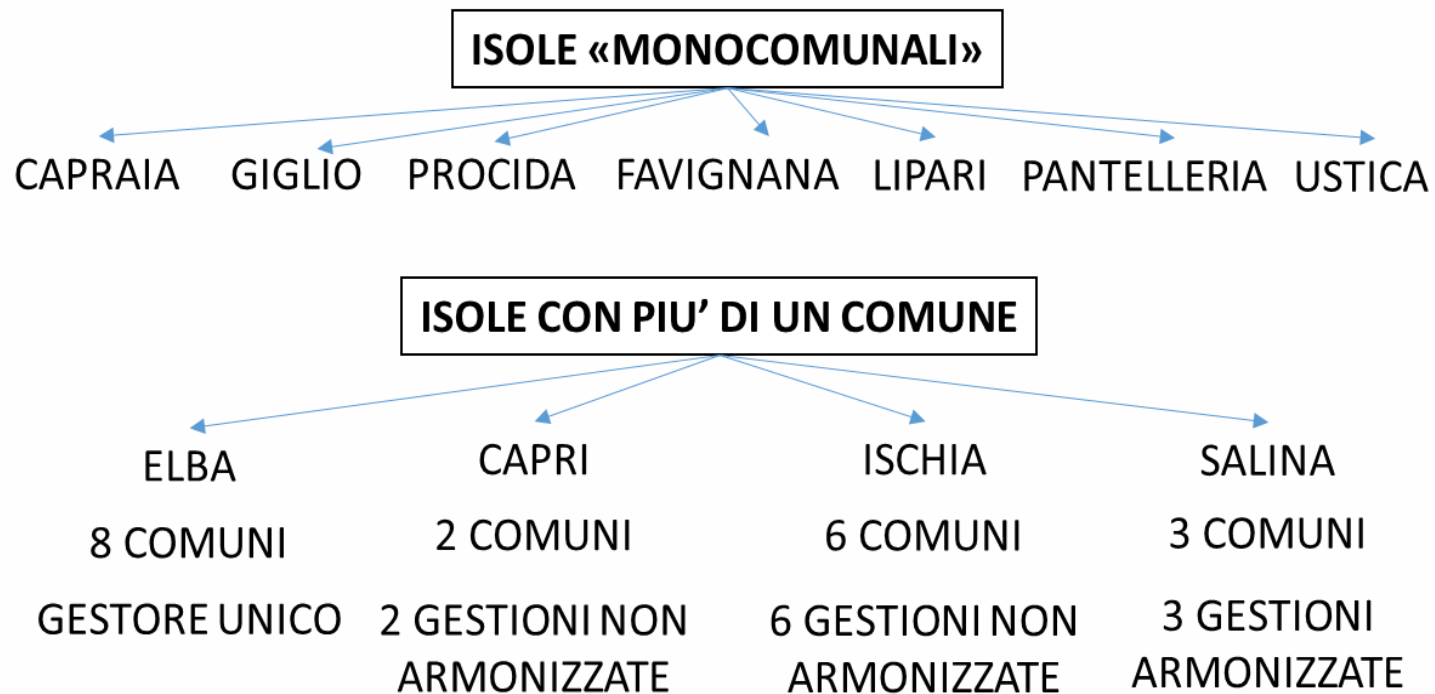 ISOLE «MONOCOMUNALI»
CAPRAIA GIGLIO PROCIDA FAVIGNANA LIPARI PANTELLERIA USTICA
ISOLE CON PIU’ DI UN COMUNE
ELBA CAPRI ISCHIA SALINA
8 COMUNI 2 COMUNI 6 COMUNI 3 COMUNI
GESTORE UNICO 2 GESTIONI NON 6 GESTIONI NON 3 GESTIONI
ARMONIZZATE ARMONIZZATE ARMONIZZATE